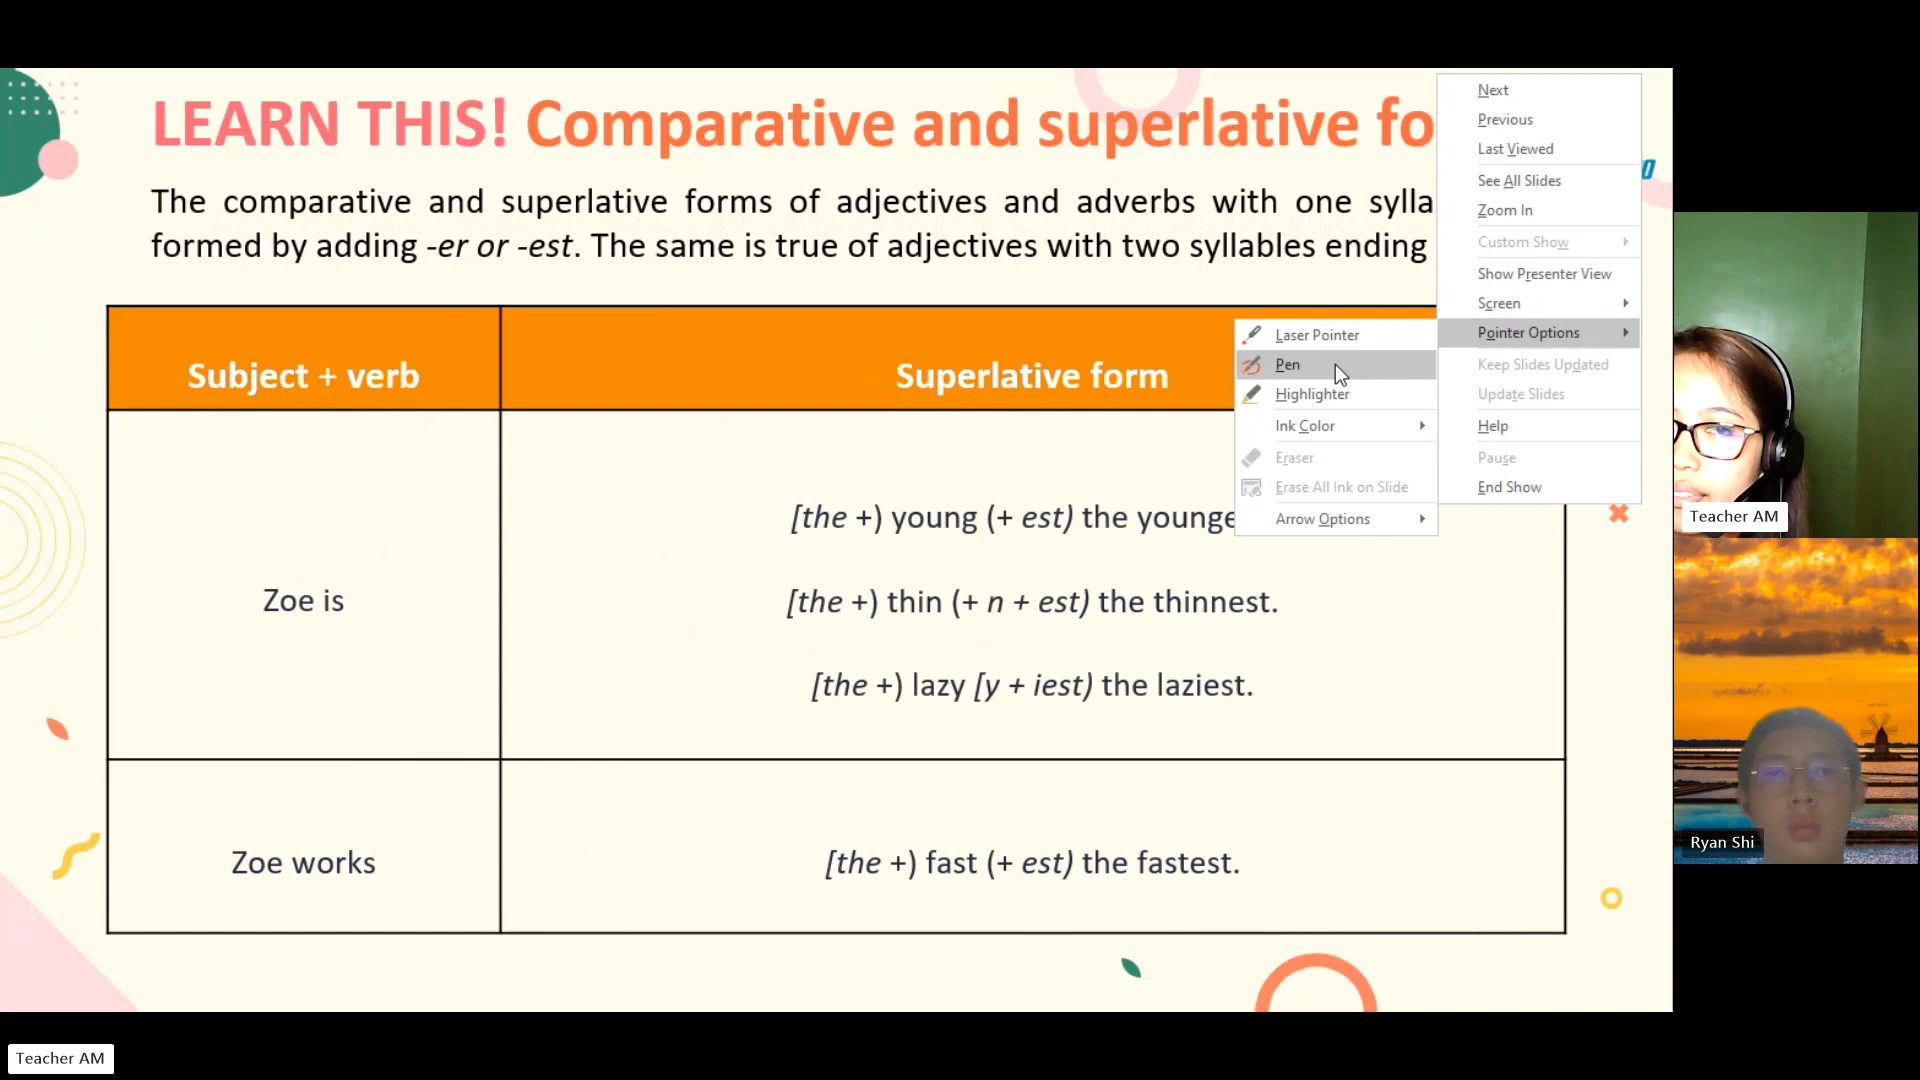 LEARN THIS! Comparative and superlative fo
The comparative and superlative forms of adjectives and adverbs with one sylla
formed by adding -er or -est. The same is true of adjectives with two syllables ending
Subject + verb
Superlative form
Zoe is
[the +) young (+ est) the younge
[the +) thin (+ n + est) the thinnest.
[the +) lazy [y + iest) the laziest.
Zoe works
[the +) fast (+ est) the fastest.
Laser Pointer
Pen
Highlighter
Ink Color
Eraser
Erase All Ink on Slide
Arrow Options
Next
Previous
Last Viewed
See All Slides
Zoom In
Custom Show
Show Presenter View
Screen
Pointer Options
Keep Slides Updated
Update Slides
Help
Pause
End Show
Teacher AM
Ryan Shi
Teacher AM